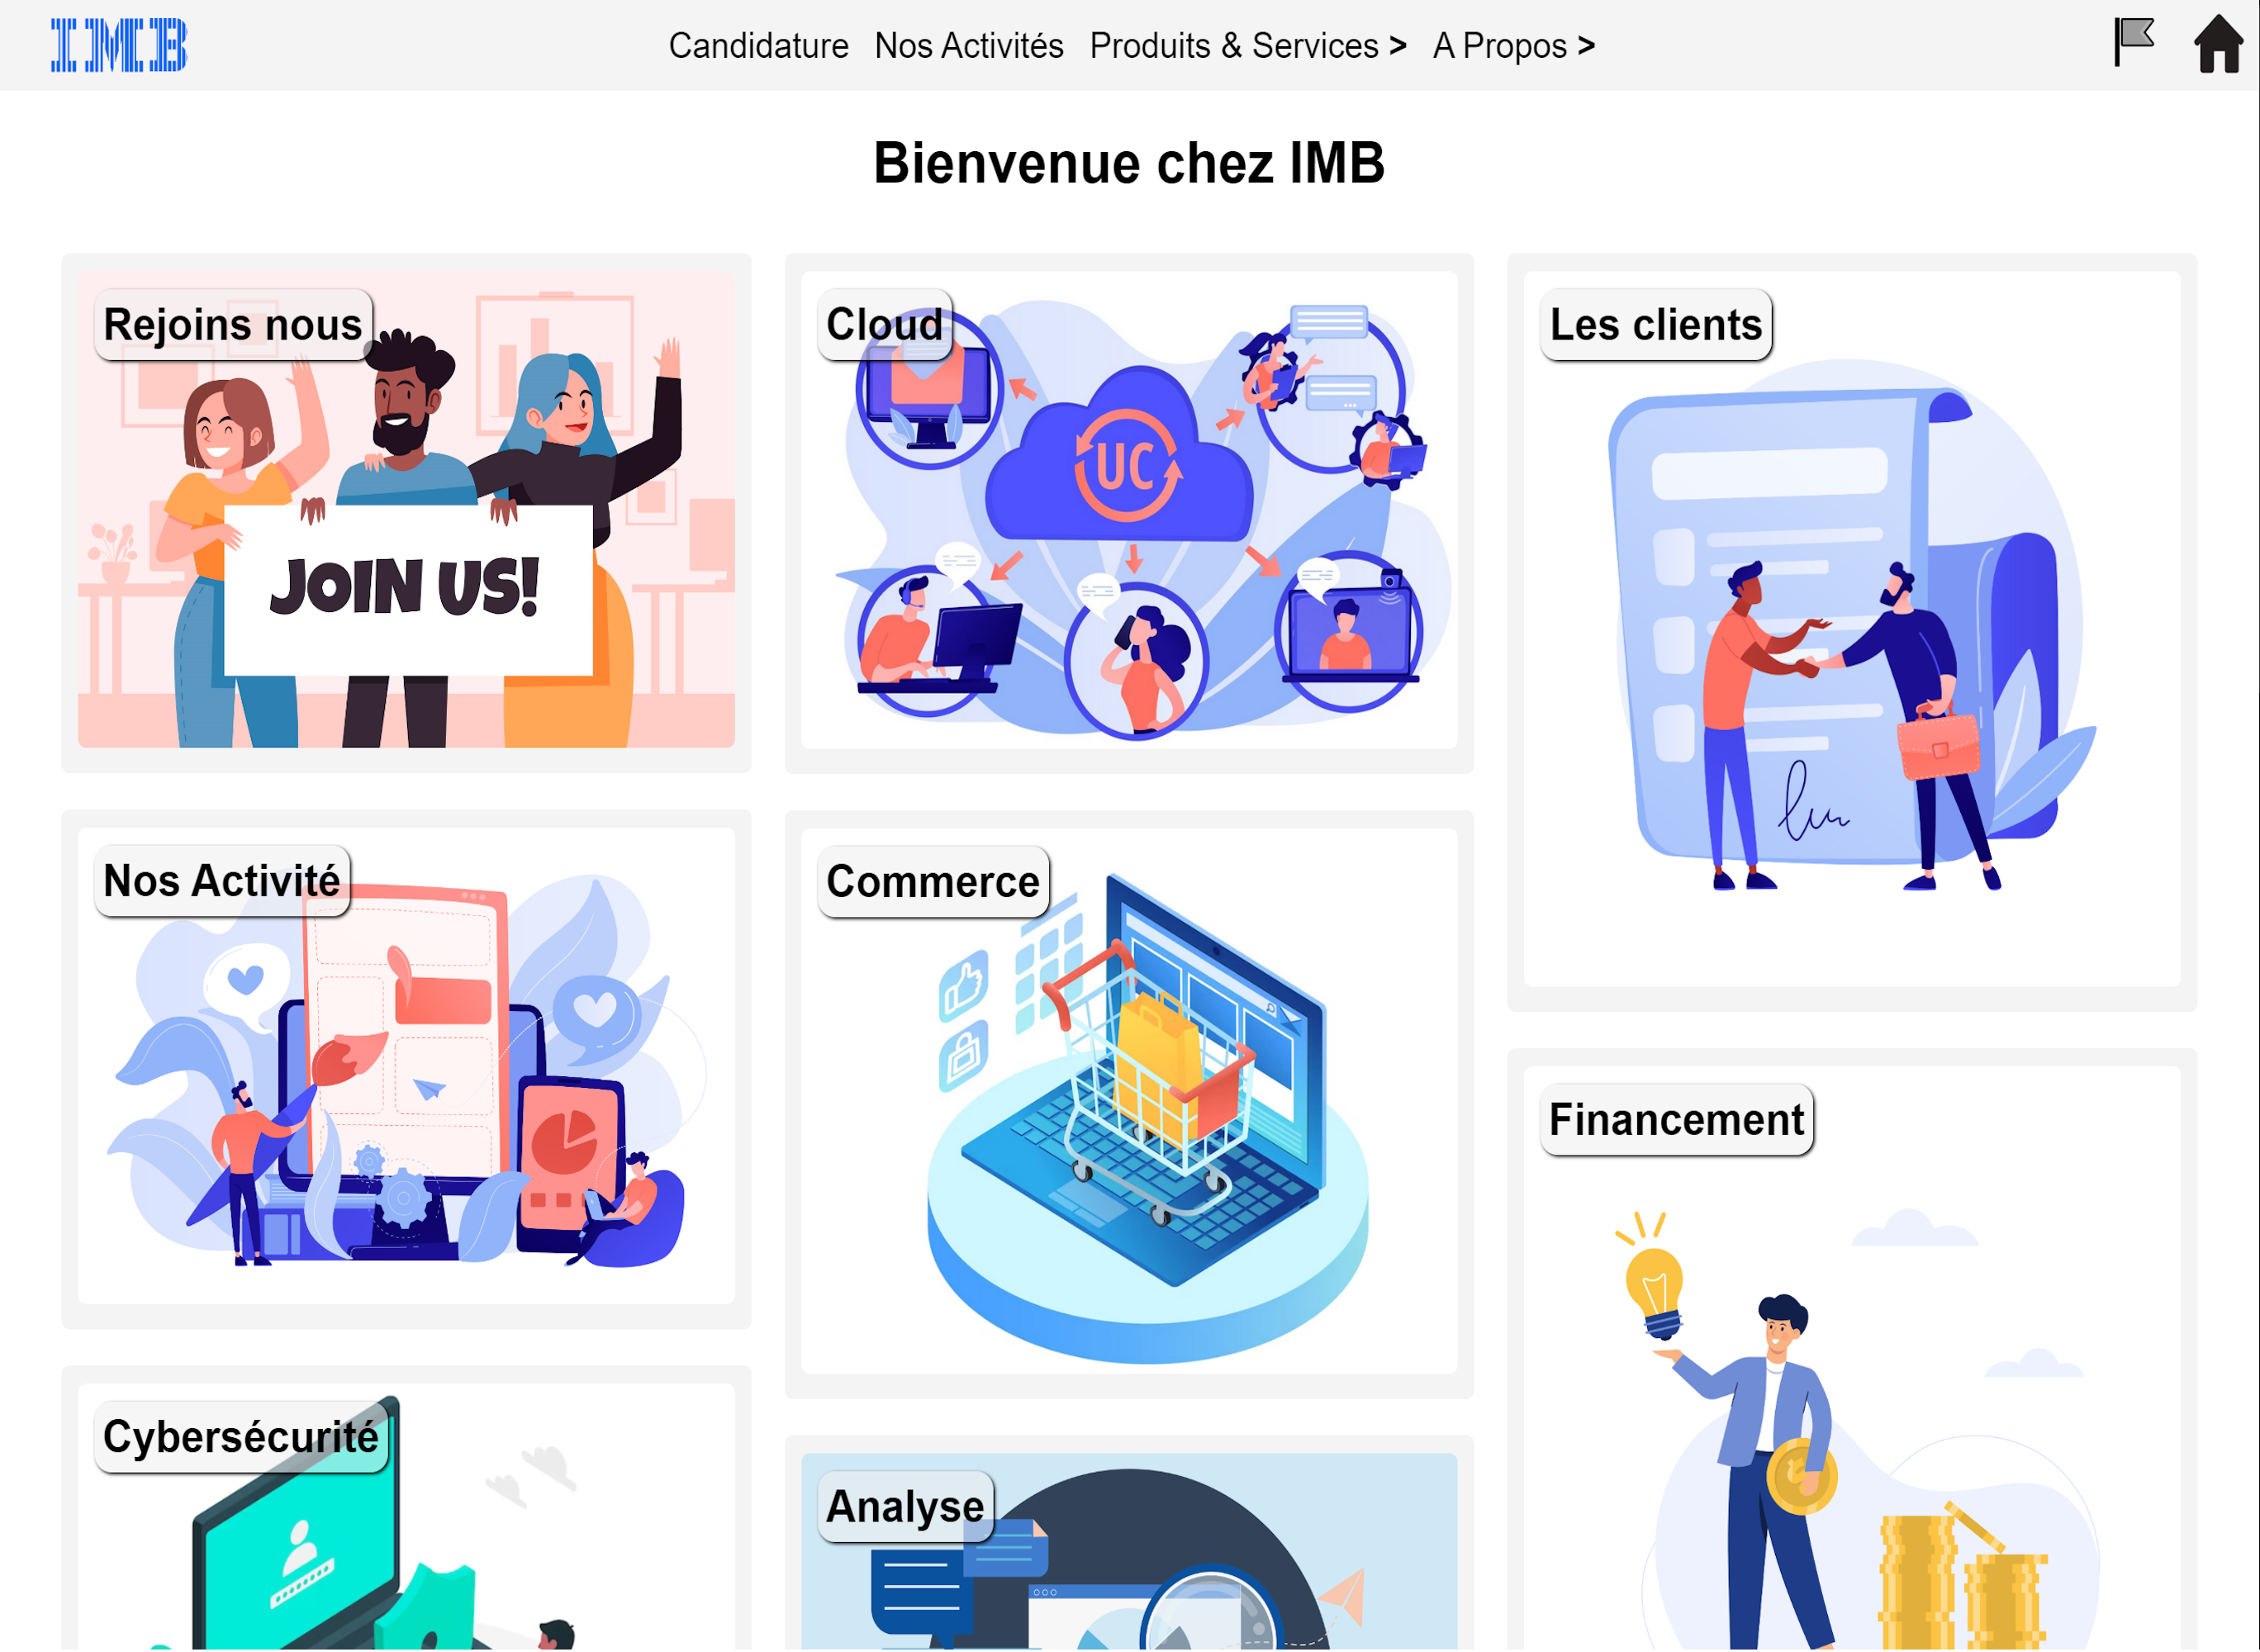 IMB
Candidature Nos Activités Produits & Services > A Propos >
Bienvenue chez IMB
Rejoins nous
JOIN US!
Cloud
UC
Les clients
Nos Activité
Commerce
Financement
Cybersécurité
Analyse